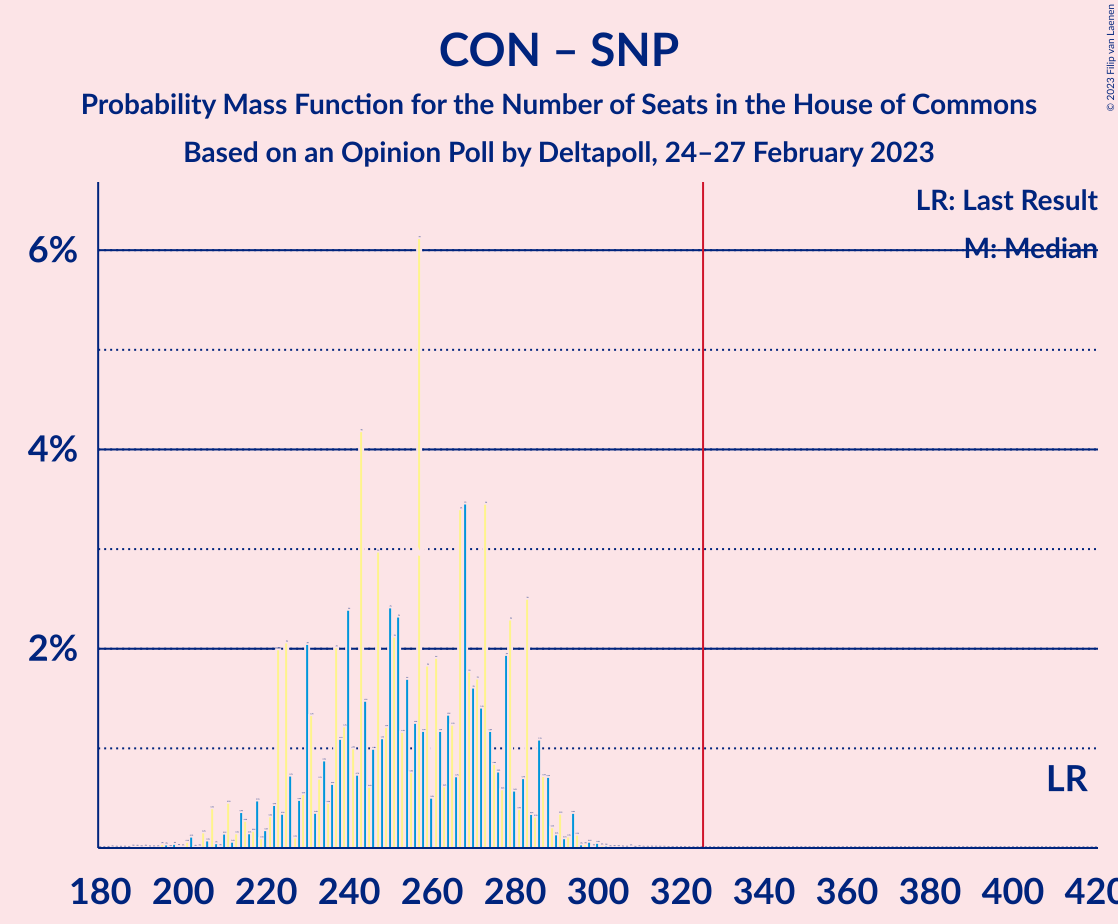 CON – SNP
Probability Mass Function for the Number of Seats in the House of Commons
Based on an Opinion Poll by Deltapoll, 24–27 February 2023
© 2023 Filip van Laenen
LR: Last Result
M: Median
6%
4%
2%
LR
180 200 220 240 260 280 300 320 340 360 380 400 420